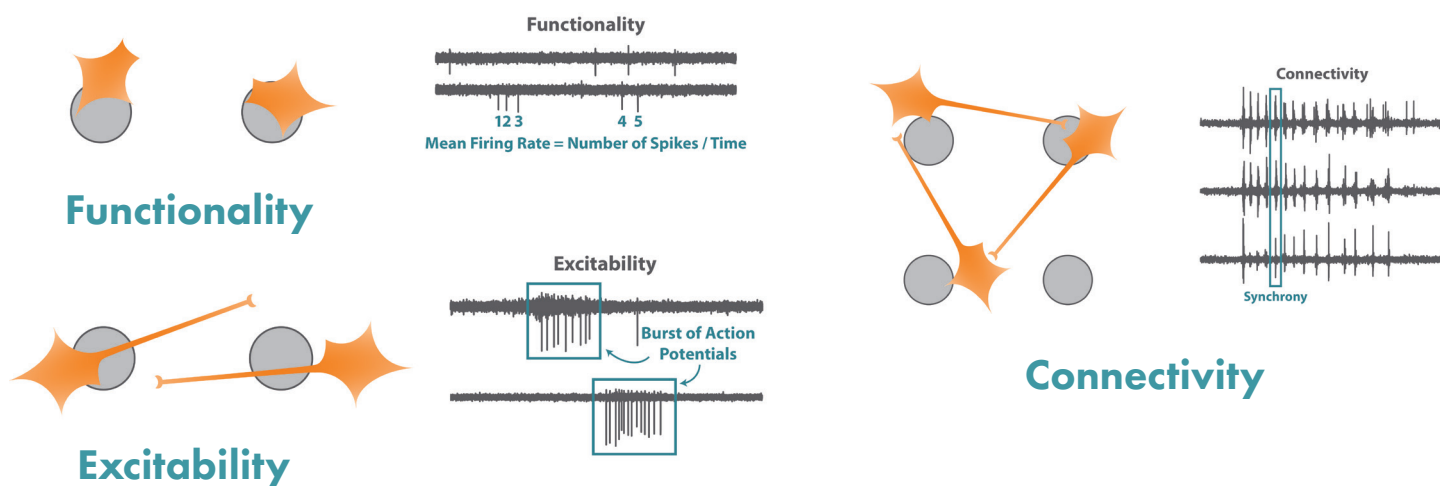 Functionality
12 3 4 5
Mean Firing Rate = Number of Spikes / Time
Functionality
Excitability
Burst of Action
Potentials
Excitability
Connectivity
Synchrony
Connectivity